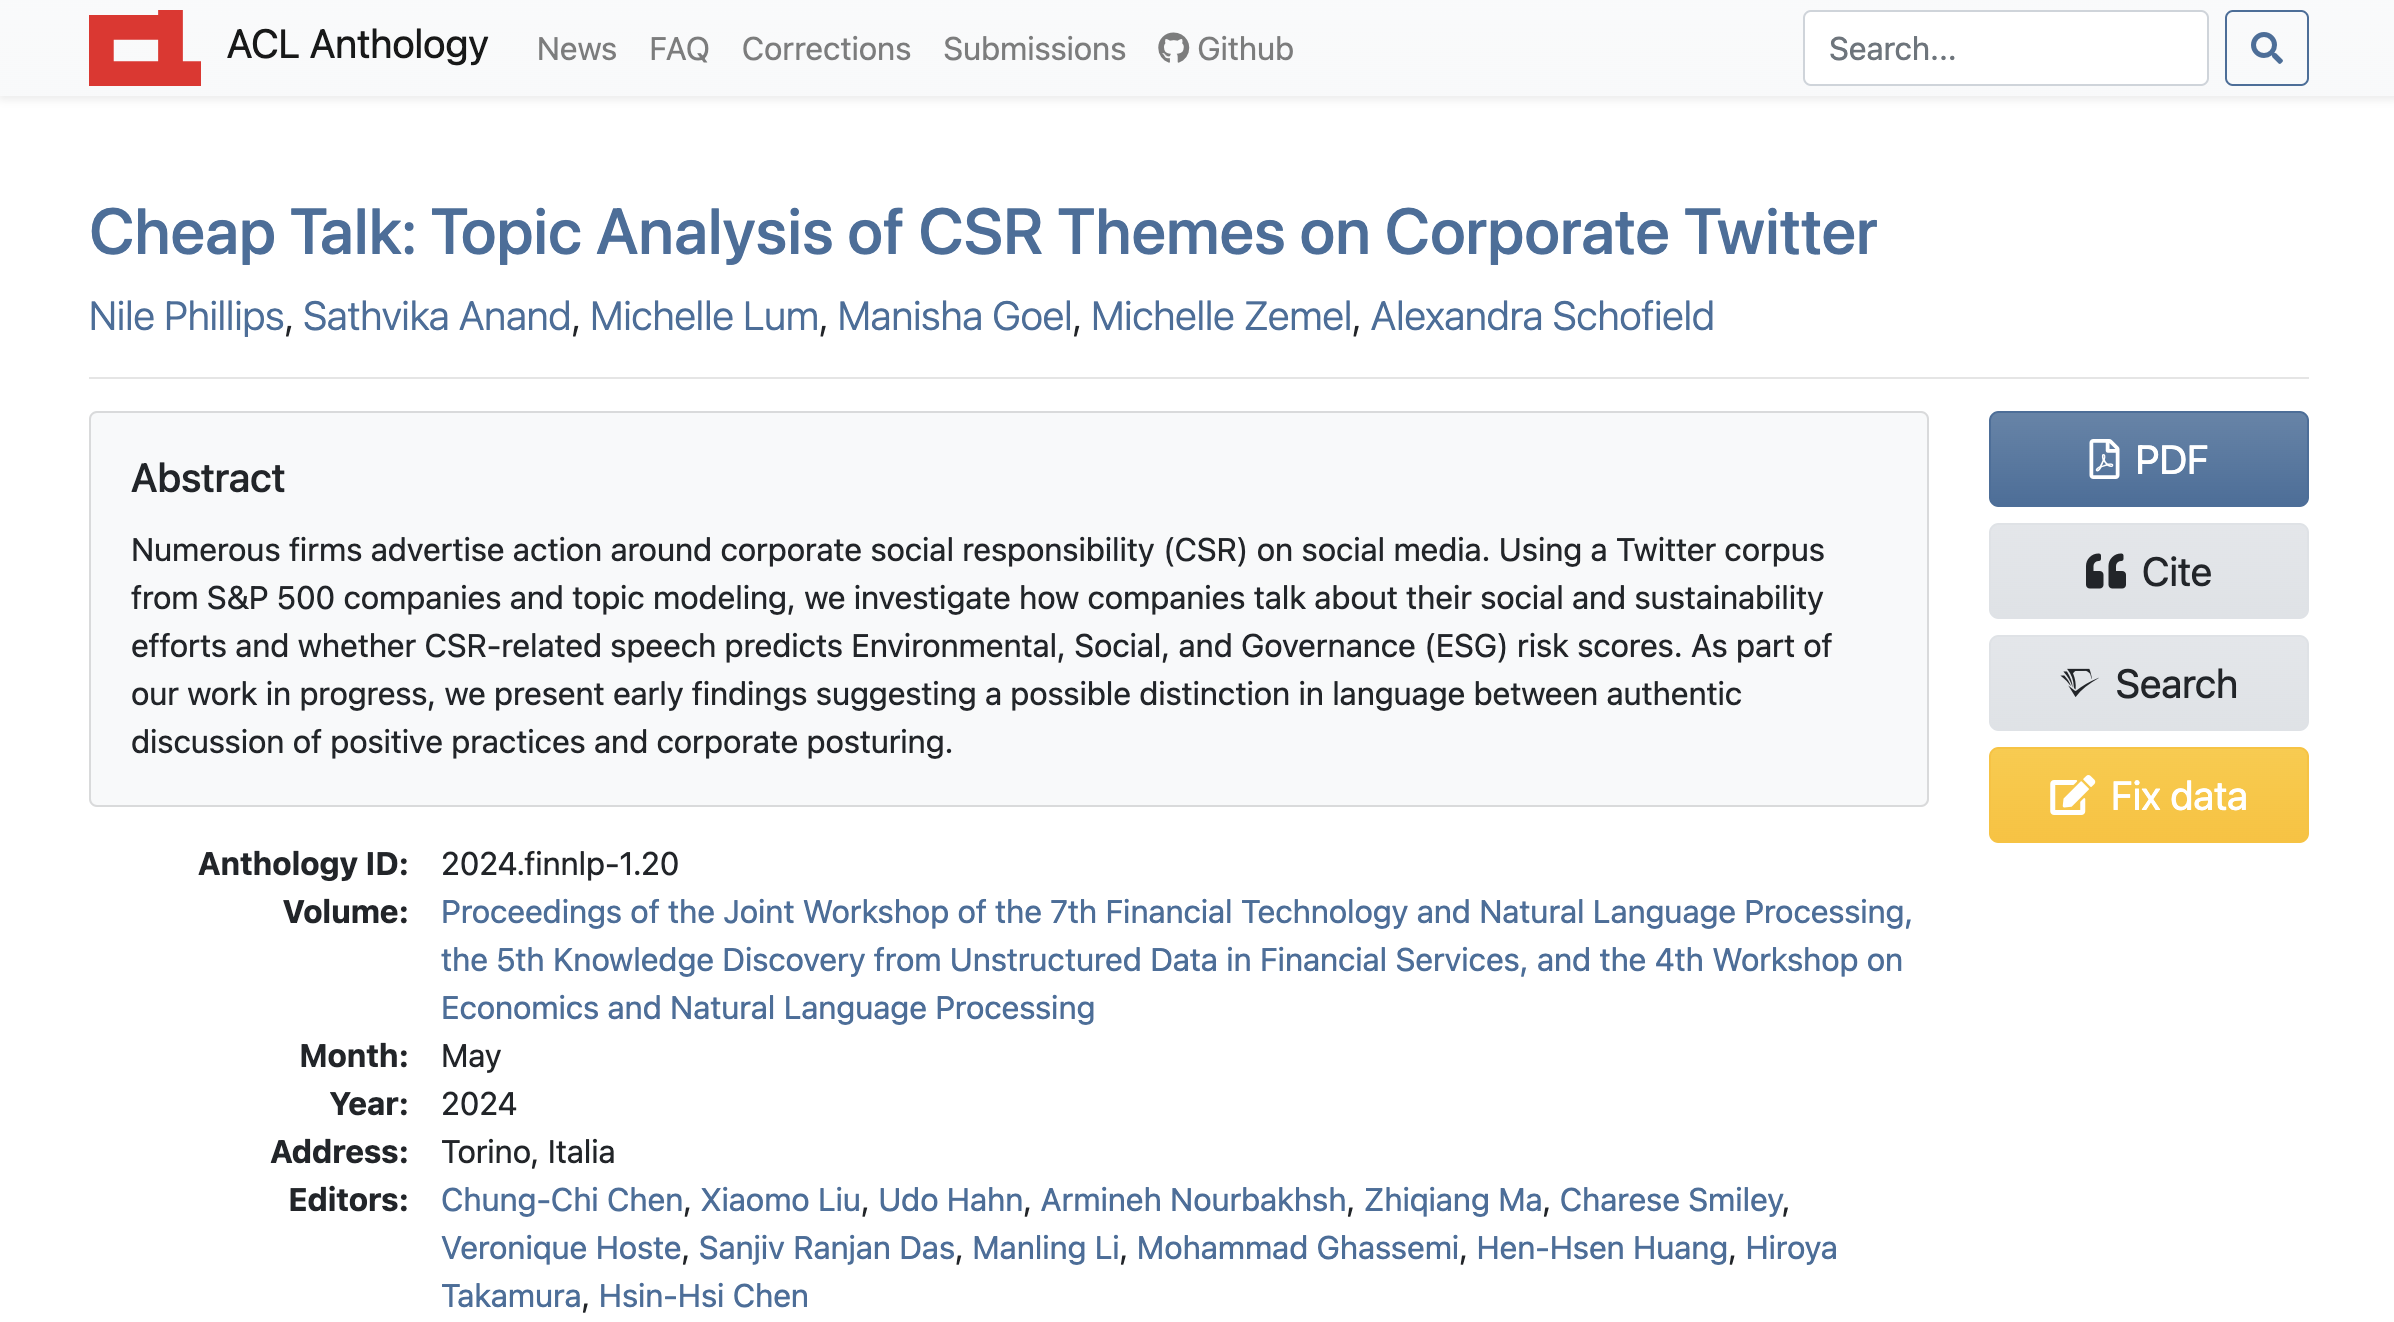 ACL Anthology News FAQ Corrections Submissions Github Search...
Cheap Talk: Topic Analysis of CSR Themes on Corporate Twitter
Nile Phillips, Sathvika Anand, Michelle Lum, Manisha Goel, Michelle Zemel, Alexandra Schofield
Abstract
Numerous firms advertise action around corporate social responsibility (CSR) on social media. Using a Twitter corpus
from S&P 500 companies and topic modeling, we investigate how companies talk about their social and sustainability
efforts and whether CSR-related speech predicts Environmental, Social, and Governance (ESG) risk scores. As part of
our work in progress, we present early findings suggesting a possible distinction in language between authentic
discussion of positive practices and corporate posturing.
PDF
Cite
Search
Fix data
Anthology ID: 2024.finnlp-1.20
Volume: Proceedings of the Joint Workshop of the 7th Financial Technology and Natural Language Processing,
the 5th Knowledge Discovery from Unstructured Data in Financial Services, and the 4th Workshop on
Economics and Natural Language Processing
Month: May
Year: 2024
Address: Torino, Italia
Editors: Chung-Chi Chen, Xiaomo Liu, Udo Hahn, Armineh Nourbakhsh, Zhiqiang Ma, Charese Smiley,
Veronique Hoste, Sanjiv Ranjan Das, Manling Li, Mohammad Ghassemi, Hen-Hsen Huang, Hiroya
Takamura, Hsin-Hsi Chen